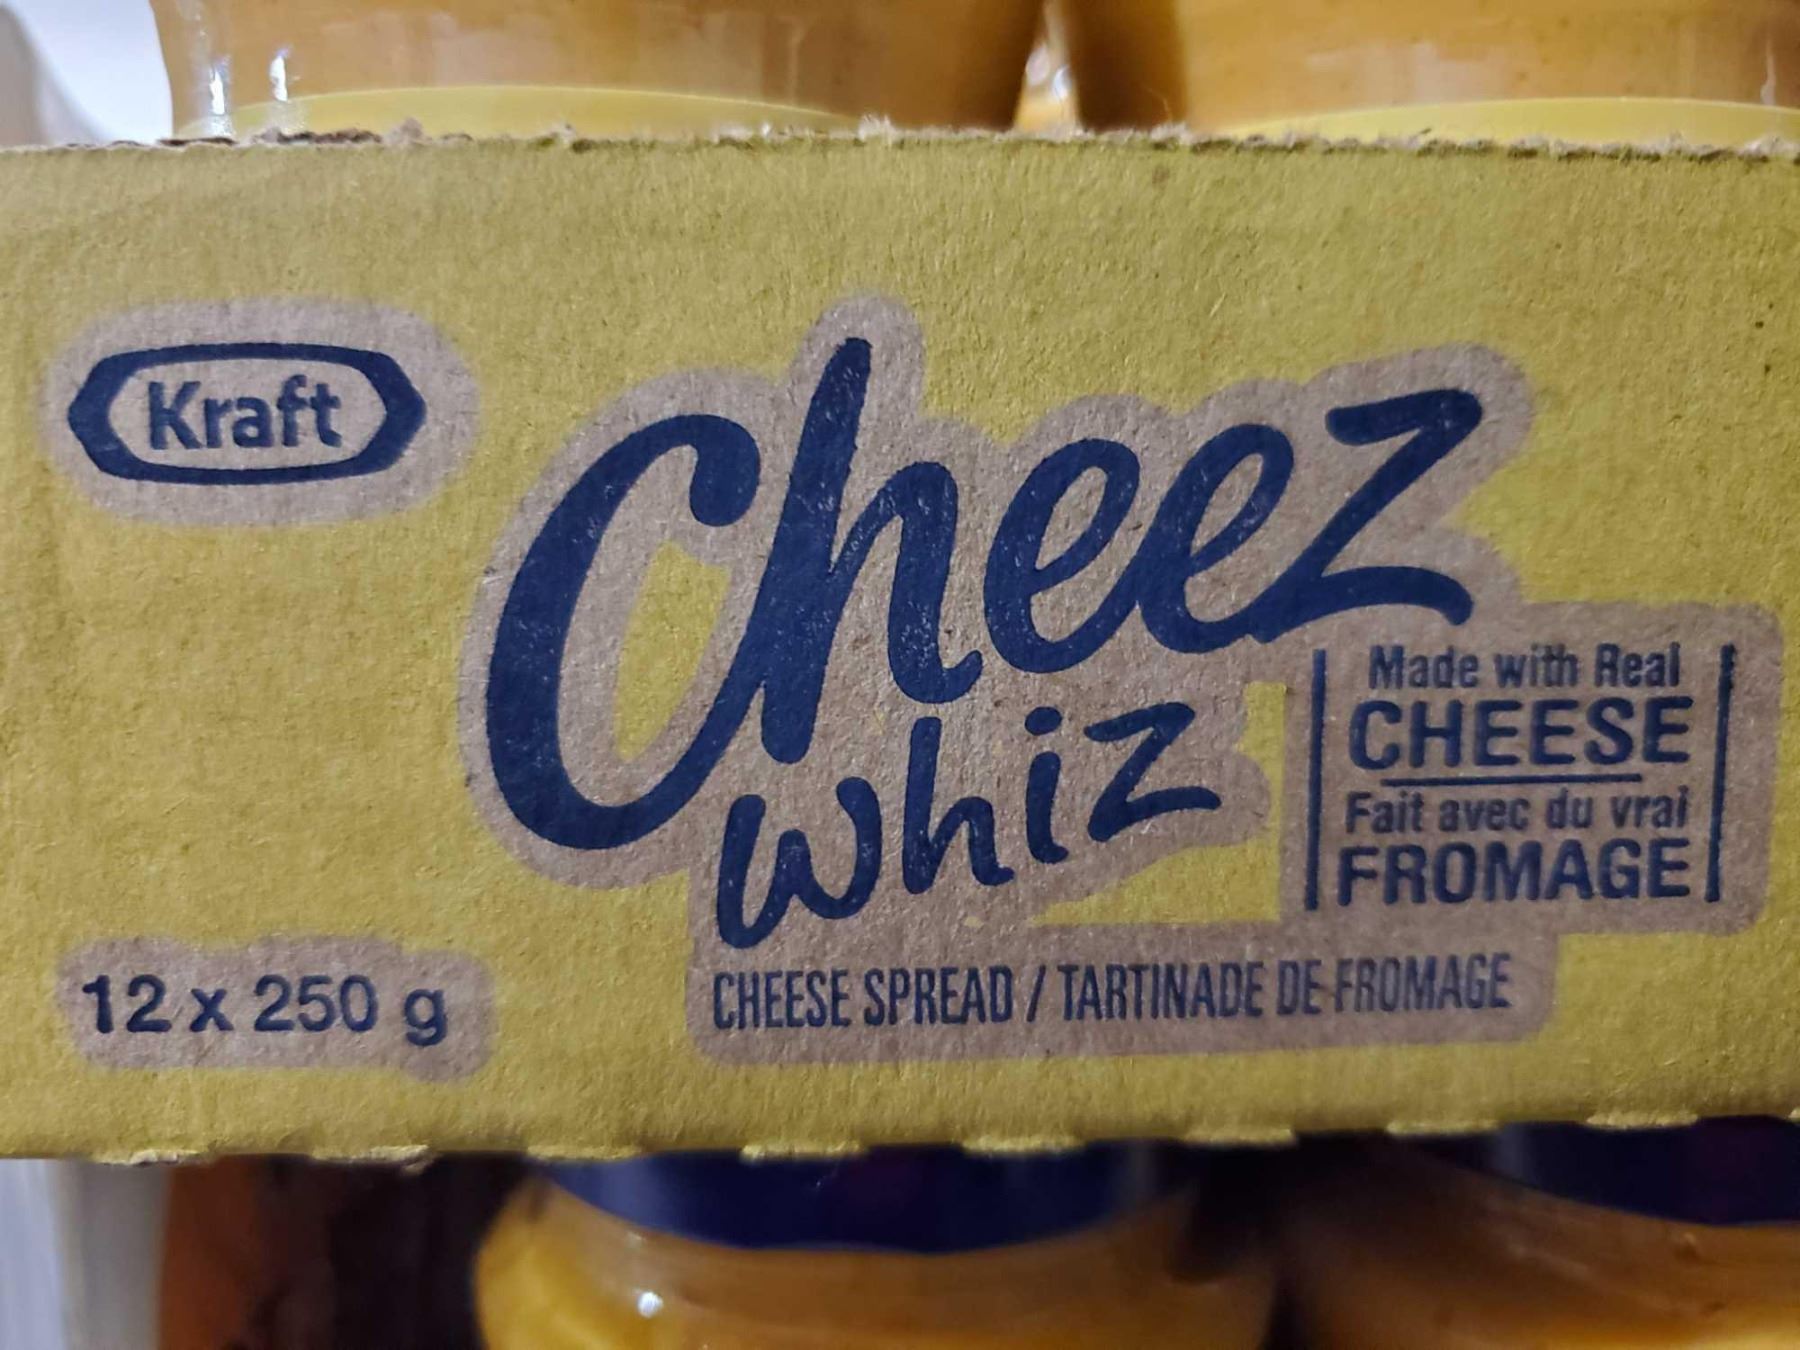 Kraft
Cheez
whiz
Made with Real
CHEESE
Fait avec du vrai
FROMAGE
12 x 250 g
CHEESE SPREAD / TARTINADE DE FROMAGE